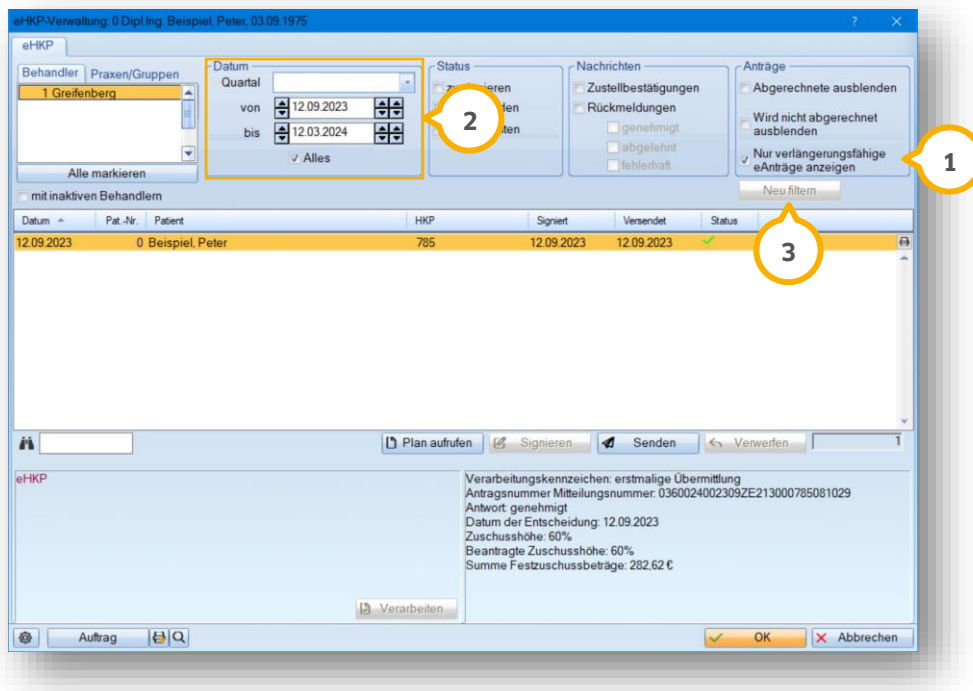 eHKP-Verwaltung: 0 Dipl.Ing. Beispiel, Peter, 03.09.1975
eHKP
Behandler Praxen/Gruppen
1 Greifenberg
Alle markieren
mit inaktiven Behandlern
Datum
Quartal
von 12.09.2023
bis 12.03.2024
Alles
2
Status
Nachrichten
Zustellbestätigungen
Rückmeldungen
genehmigt
abgelehnt
fehlerhaft
Anträge
Abgerechnete ausblenden
Wird nicht abgerechnet
ausblenden
Nur verlängerungsfähige
eAnträge anzeigen
1
Neu filtern
3
Datum Pat.-Nr. Patient HKP Signiert Versendet Status
12.09.2023 0 Beispiel, Peter 785 12.09.2023 12.09.2023
Plan aufrufen Signieren Senden Verwerfen 1
eHKP
Verarbeiten
Verarbeitungskennzeichen: erstmalige Übermittlung
Antragsnummer Mitteilungsnummer: 0360024002309ZE213000785081029
Antwort: genehmigt
Datum der Entscheidung: 12.09.2023
Zuschusshöhe: 60%
Beantragte Zuschusshöhe: 60%
Summe Festzuschussbeträge: 282,62 €
Auftrag OK Abbrechen